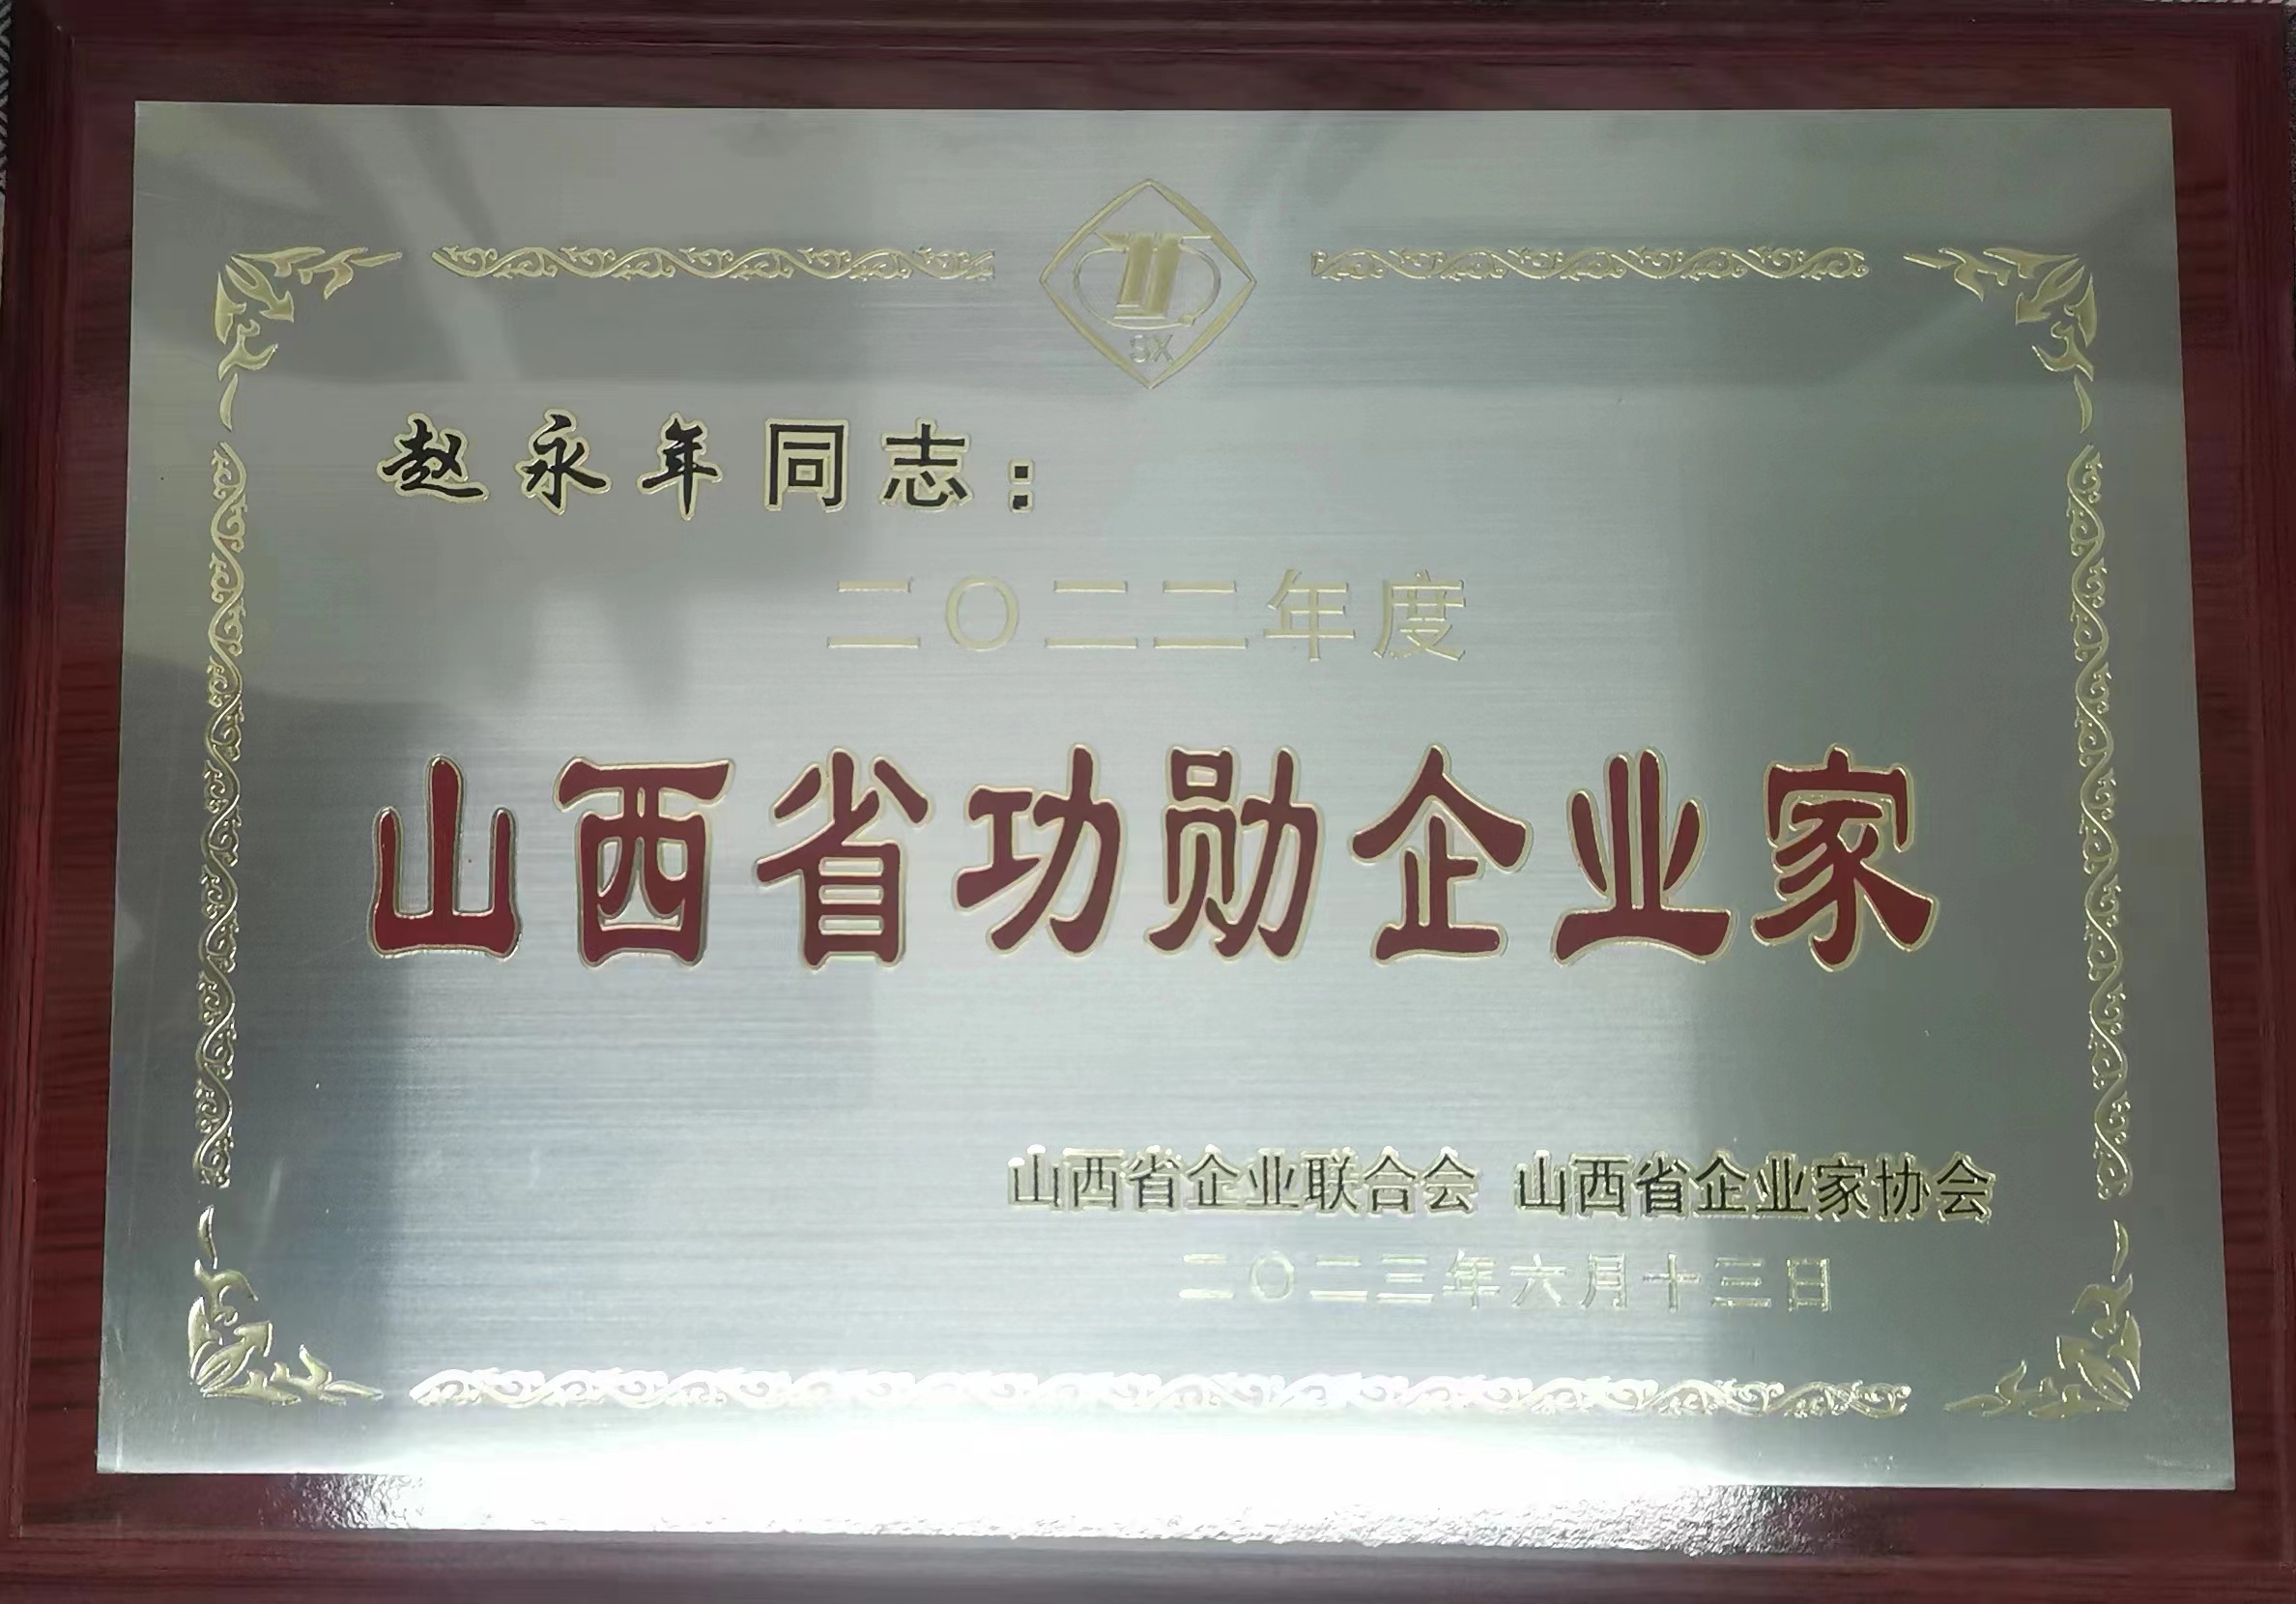 SX
赵永年同志：
二〇二二年度
山西省功勋企业家
山西省企业联合会 山西省企业家协会
二〇二三年六月十三日